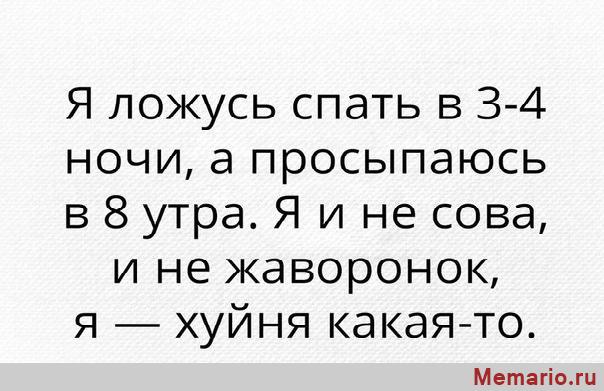 Я ложусь спать в 3-4
ночи, а просыпаюсь
в 8 утра. Я и не сова,
и не жаворонок,
я — хуйня какая-то.
Memario.ru